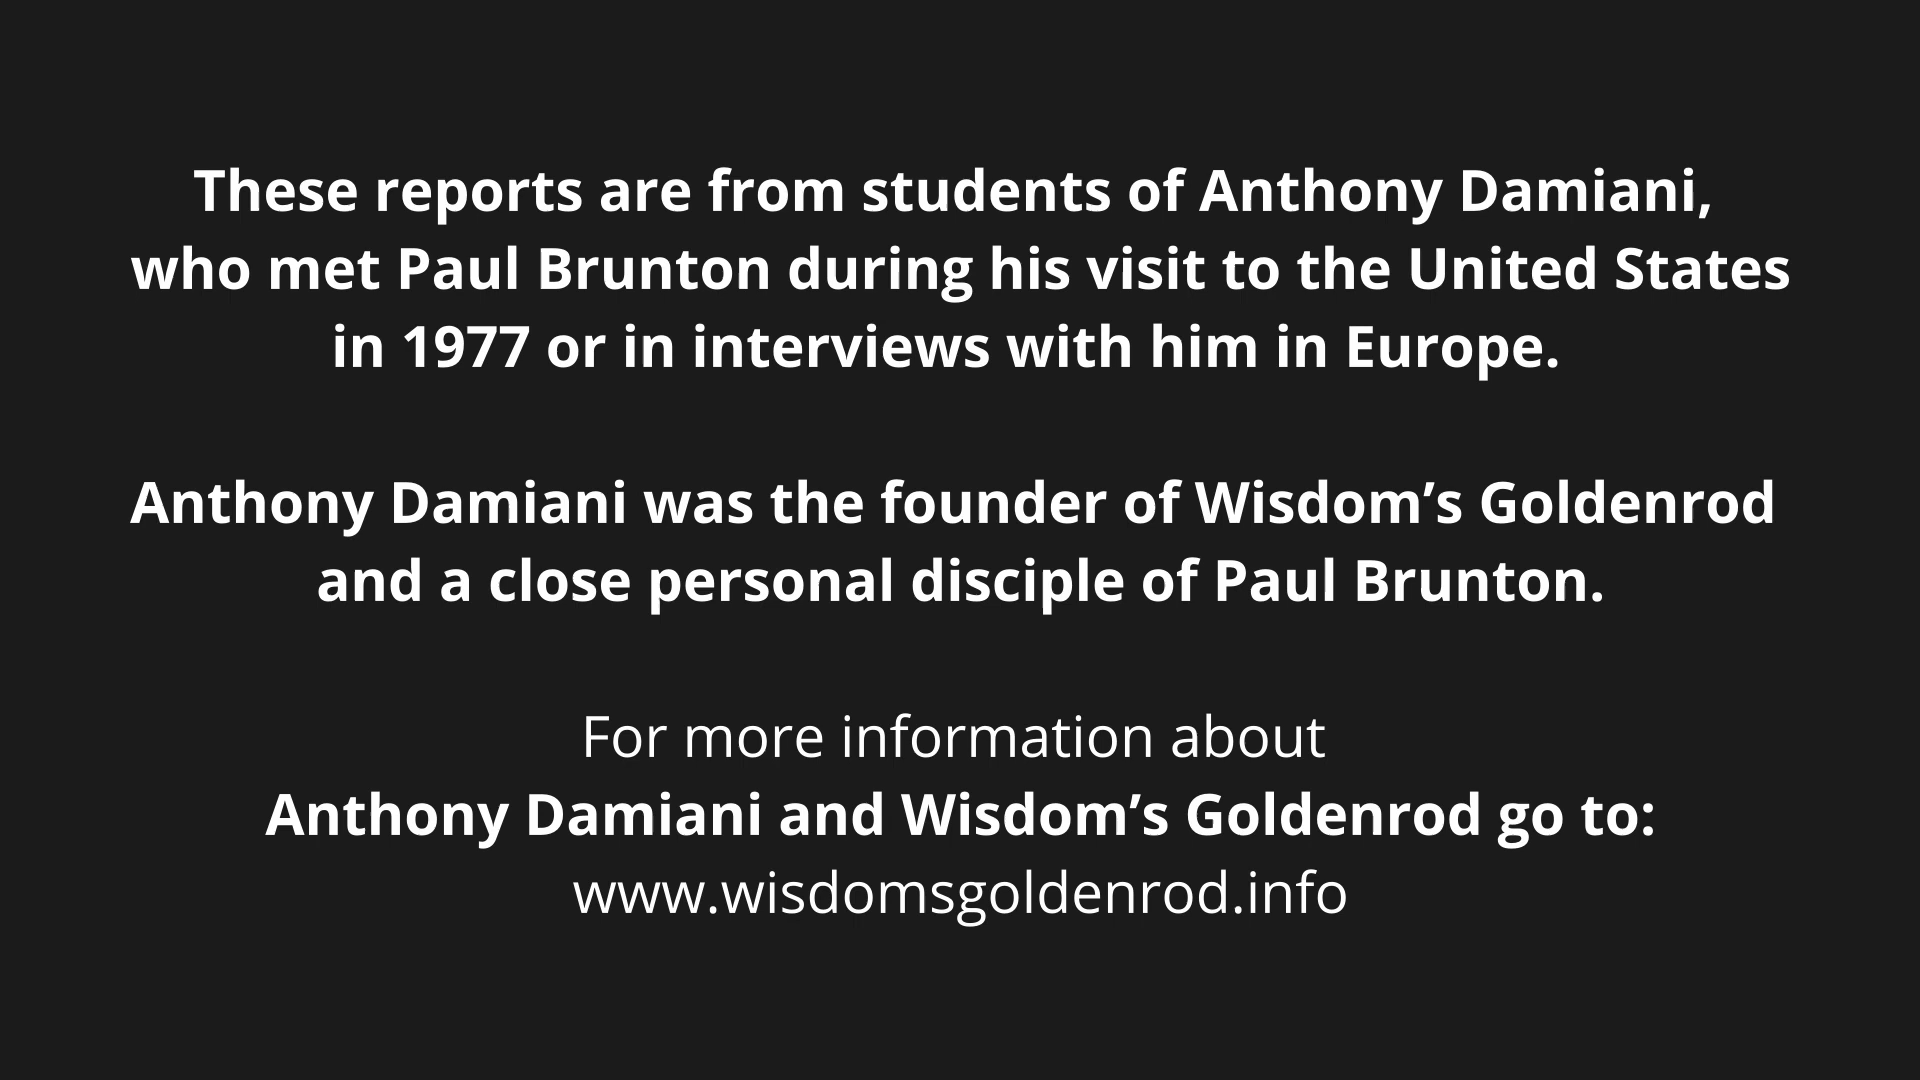 These reports are from students of Anthony Damiani,
who met Paul Brunton during his visit to the United States
in 1977 or in interviews with him in Europe.
Anthony Damiani was the founder of Wisdom’s Goldenrod
and a close personal disciple of Paul Brunton.
For more information about
Anthony Damiani and Wisdom’s Goldenrod go to:
www.wisdomsgoldenrod.info